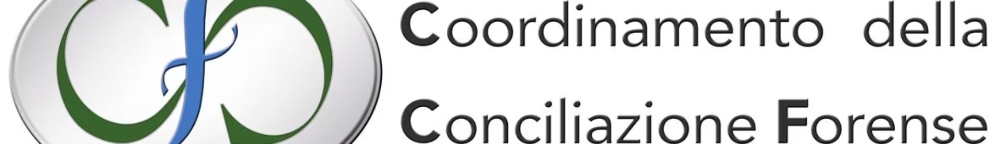 Coordinamento della
Conciliazione Forense